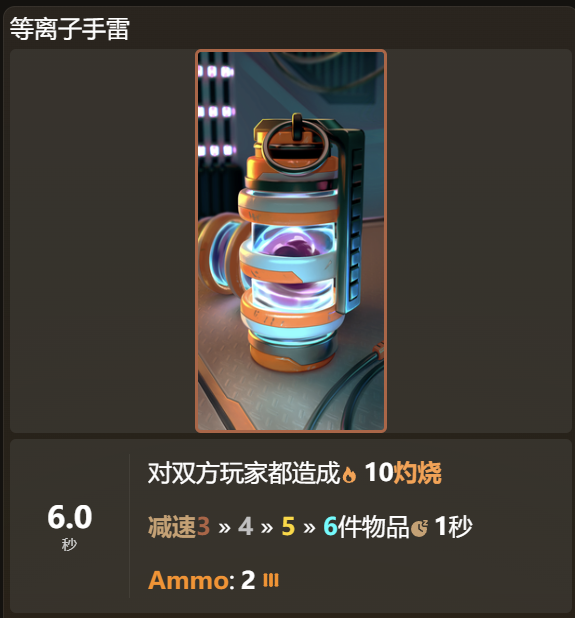 等离子手雷
对双方玩家都造成 10灼烧
6.0
秒
减速3 » 4 » 5 » 6件物品 1秒
Ammo: 2